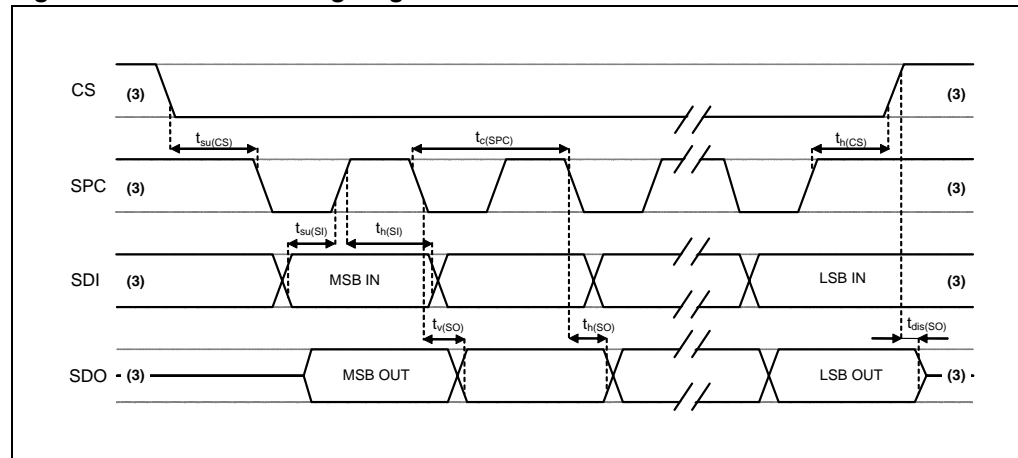 CS (3) (3)
t_su(CS) t_c(SPC) t_h(CS)
SPC (3) (3)
t_su(SI) t_h(SI)
SDI (3) MSB IN LSB IN (3)
t_v(SO) t_h(SO) t_dis(SO)
SDO (3) MSB OUT LSB OUT (3)